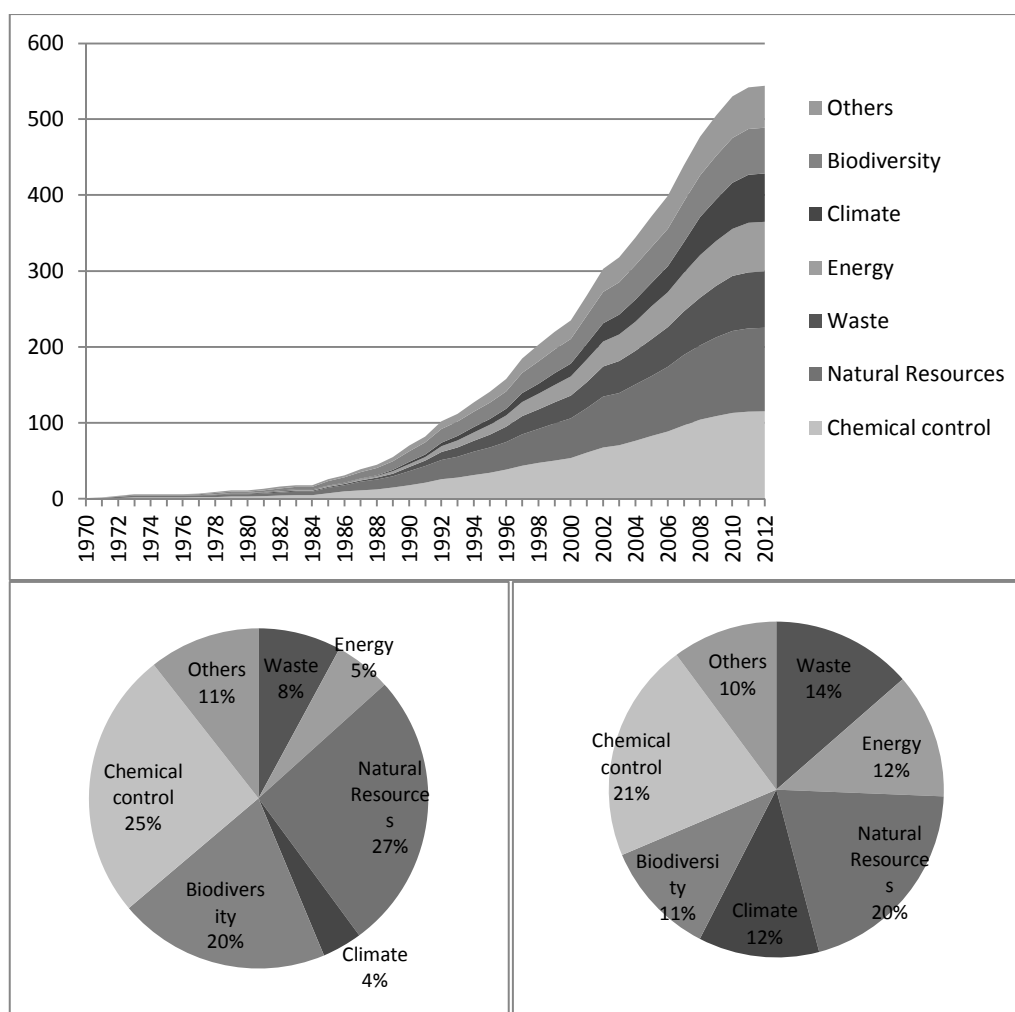 600
500
400
300
200
100
0
1970
1972
1974
1976
1978
1980
1982
1984
1986
1988
1990
1992
1994
1996
1998
2000
2002
2004
2006
2008
2010
2012
Others
Biodiversity
Climate
Energy
Waste
Natural Resources
Chemical control
Waste
8%
Energy
5%
Natural
Resource
s
27%
Climate
4%
Biodivers
ity
20%
Chemical
control
25%
Others
11%
Waste
14%
Energy
12%
Natural
Resource
s
20%
Climate
12%
Biodiversi
ty
11%
Chemical
control
21%
Others
10%